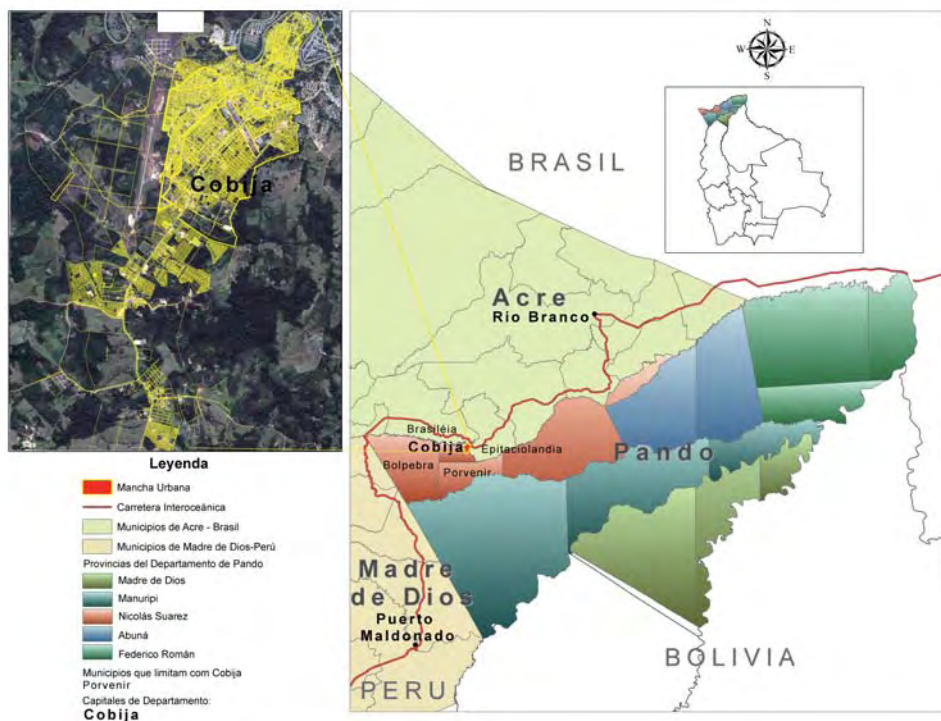 Cobija
Leyenda
Mancha Urbana
Carretera Interoceánica
Municipios de Acre - Brasil
Municipios de Madre de Dios-Perú
Provincias del Departamento de Pando
Madre de Dios
Manuripi
Nicolás Suarez
Abuná
Federico Román
Municipios que limitam com Cobija
Porvenir
Capitales de Departamento:
Cobija
N
W
E
S
BRASIL
Acre
Rio Branco
Brasiléia
Cobija
Epitaciolandia
Pando
Bolpebra
Porvenir
Madre
de Dios
Puerto
Maldonado
BOLIVIA
PERU